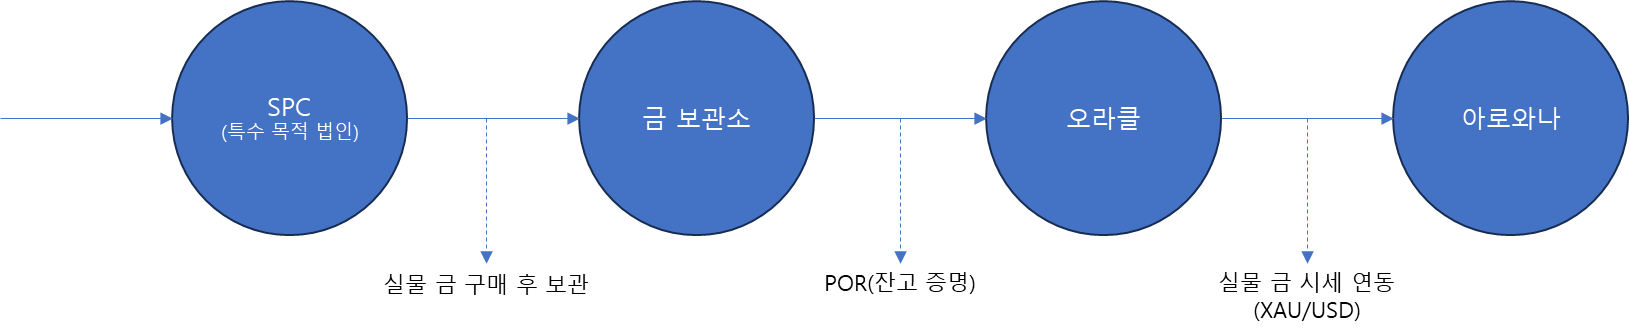 SPC
(특수 목적 법인)
금 보관소
오라클
아로와나
실물 금 구매 후 보관
POR(잔고 증명)
실물 금 시세 연동
(XAU/USD)